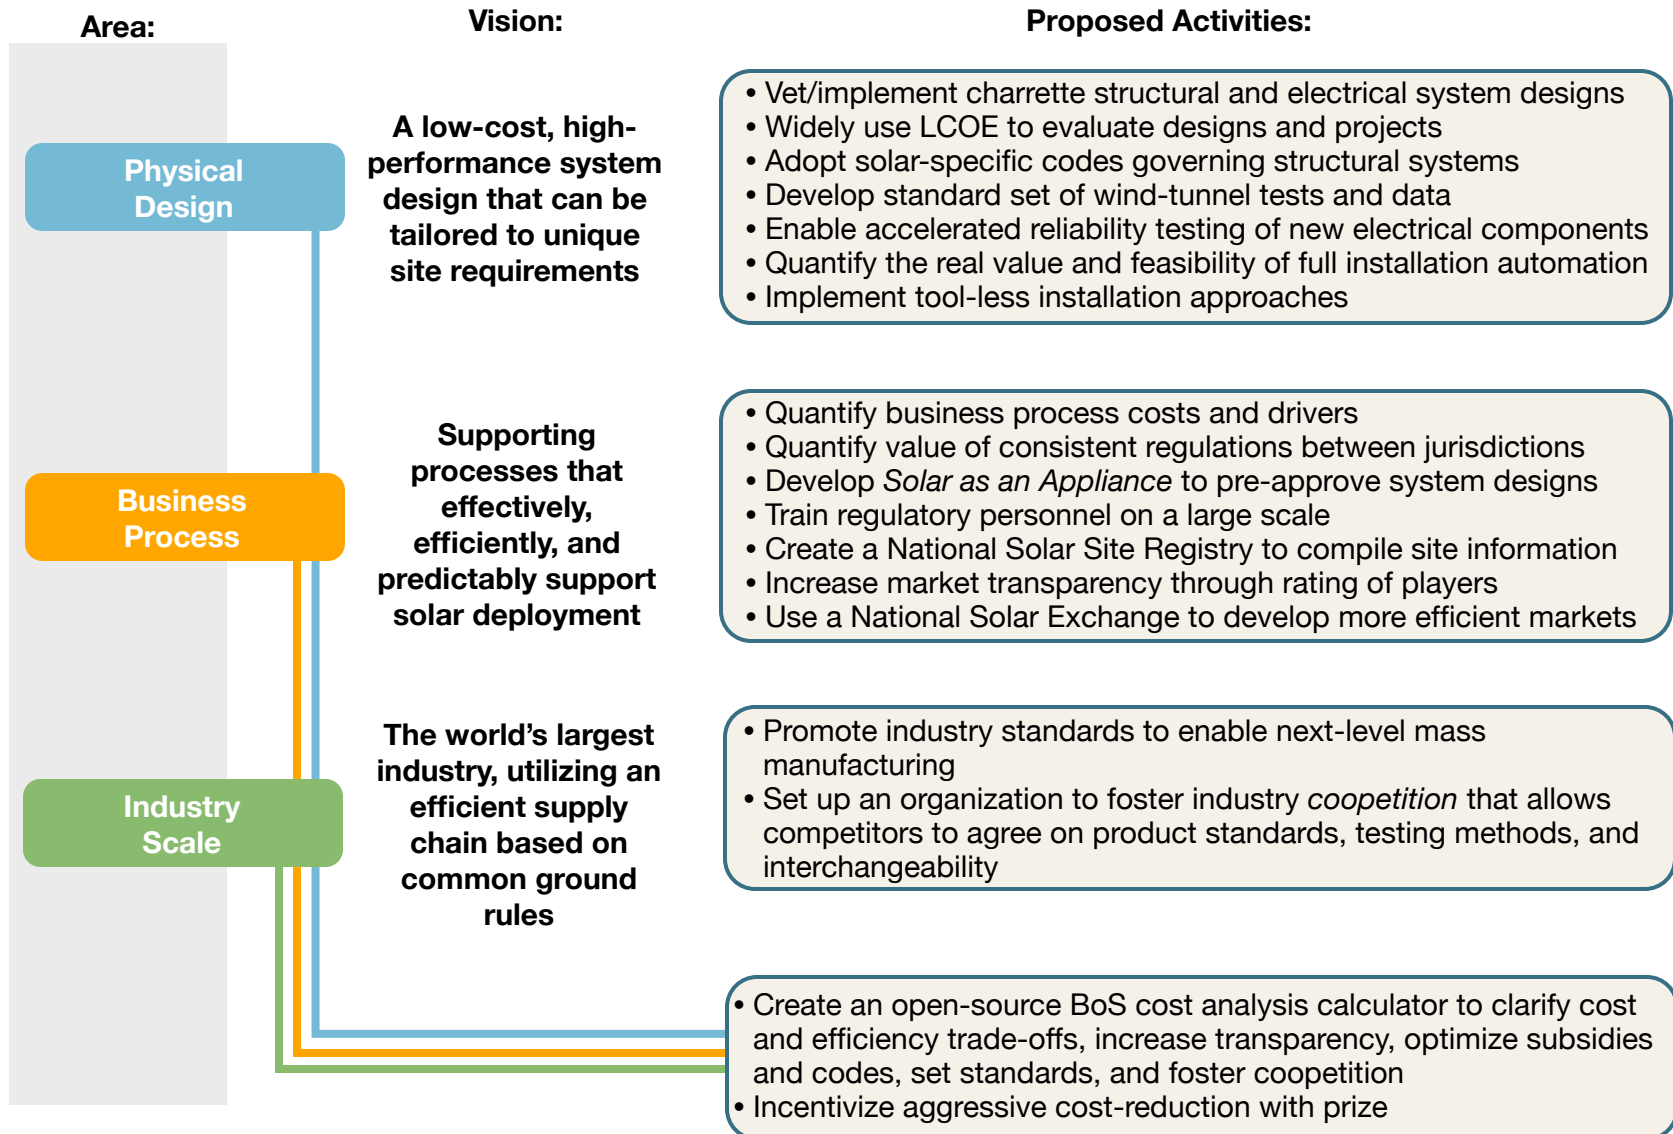 Area:
Vision:
Proposed Activities:
Physical
Design
A low-cost, high-
performance system
design that can be
tailored to unique
site requirements
• Vet/implement charrette structural and electrical system designs
• Widely use LCOE to evaluate designs and projects
• Adopt solar-specific codes governing structural systems
• Develop standard set of wind-tunnel tests and data
• Enable accelerated reliability testing of new electrical components
• Quantify the real value and feasibility of full installation automation
• Implement tool-less installation approaches
Business
Process
Supporting
processes that
effectively,
efficiently, and
predictably support
solar deployment
• Quantify business process costs and drivers
• Quantify value of consistent regulations between jurisdictions
• Develop Solar as an Appliance to pre-approve system designs
• Train regulatory personnel on a large scale
• Create a National Solar Site Registry to compile site information
• Increase market transparency through rating of players
• Use a National Solar Exchange to develop more efficient markets
Industry
Scale
The world’s largest
industry, utilizing an
efficient supply
chain based on
common ground
rules
• Promote industry standards to enable next-level mass
manufacturing
• Set up an organization to foster industry coopetition that allows
competitors to agree on product standards, testing methods, and
interchangeability
• Create an open-source BoS cost analysis calculator to clarify cost
and efficiency trade-offs, increase transparency, optimize subsidies
and codes, set standards, and foster coopetition
• Incentivize aggressive cost-reduction with prize